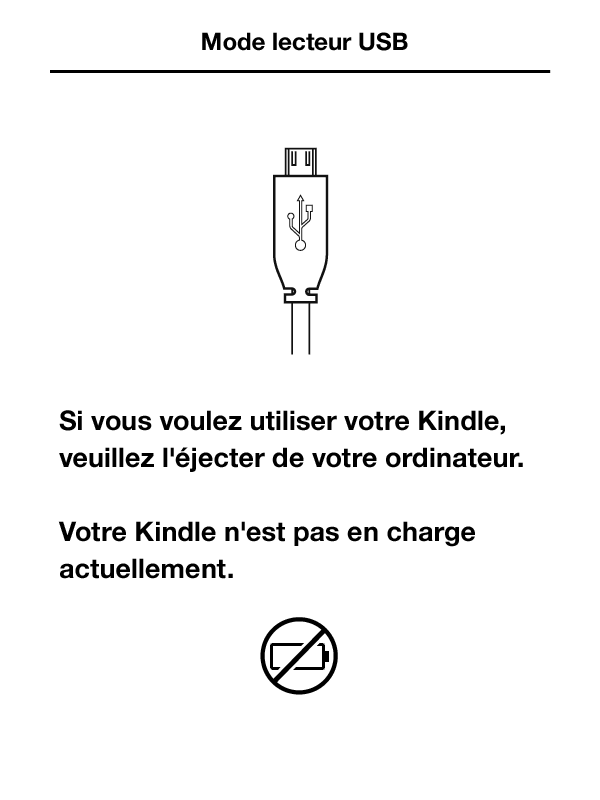 Mode lecteur USB
Si vous voulez utiliser votre Kindle,
veuillez l'éjecter de votre ordinateur.
Votre Kindle n'est pas en charge
actuellement.